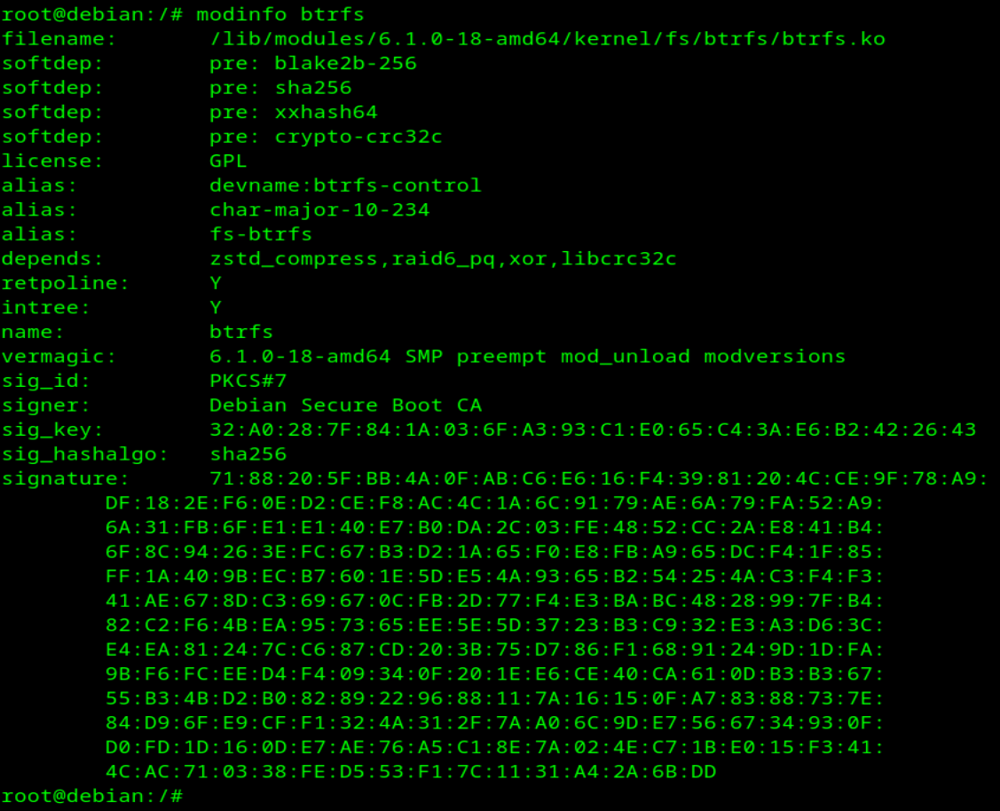 root@debian:/# modinfo btrfs
filename:       /lib/modules/6.1.0-18-amd64/kernel/fs/btrfs/btrfs.ko
softdep:        pre: blake2b-256
softdep:        pre: sha256
softdep:        pre: xxhash64
softdep:        pre: crypto-crc32c
license:        GPL
alias:          devname:btrfs-control
alias:          char-major-10-234
alias:          fs-btrfs
depends:        zstd_compress,raid6_pq,xor,libcrc32c
retpoline:      Y
intree:         Y
name:           btrfs
vermagic:       6.1.0-18-amd64 SMP preempt mod_unload modversions
sig_id:         PKCS#7
signer:         Debian Secure Boot CA
sig_key:        32:A0:28:7F:84:1A:03:6F:A3:93:C1:E0:65:C4:3A:E6:B2:42:26:43
sig_hashalgo:   sha256
signature:      71:88:20:5F:BB:4A:0F:AB:C6:E6:16:F4:39:81:20:4C:CE:9F:78:A9:
        DF:18:2E:F6:0E:D2:CE:F8:AC:4C:1A:6C:91:79:AE:6A:79:FA:52:A9:
        6A:31:FB:6F:E1:E1:40:E7:B0:DA:2C:03:FE:48:52:CC:2A:E8:41:B4:
        6F:8C:94:26:3E:FC:67:B3:D2:1A:65:F0:E8:FB:A9:65:DC:F4:1F:85:
        FF:1A:40:9B:EC:B7:60:1E:5D:E5:4A:93:65:B2:54:25:4A:C3:F4:F3:
        41:AE:67:8D:C3:69:67:0C:FB:2D:77:F4:E3:BA:BC:48:28:99:7F:B4:
        82:C2:F6:4B:EA:95:73:65:EE:5E:5D:37:23:B3:C9:32:E3:A3:D6:3C:
        E4:EA:81:24:7C:C6:87:CD:20:3B:75:D7:86:F1:68:91:24:9D:1D:FA:
        9B:F6:FC:EE:D4:F4:09:34:0F:20:1E:E6:CE:40:CA:61:0D:B3:B3:67:
        55:B3:4B:D2:B0:82:89:22:96:88:11:7A:16:15:0F:A7:83:88:73:7E:
        84:D9:6F:E9:CF:F1:32:4A:31:2F:7A:A0:6C:9D:E7:56:67:34:93:0F:
        D0:FD:1D:16:0D:E7:AE:76:A5:C1:8E:7A:02:4E:C7:1B:E0:15:F3:41:
        4C:AC:71:03:38:FE:D5:53:F1:7C:11:31:A4:2A:6B:DD
root@debian:/#